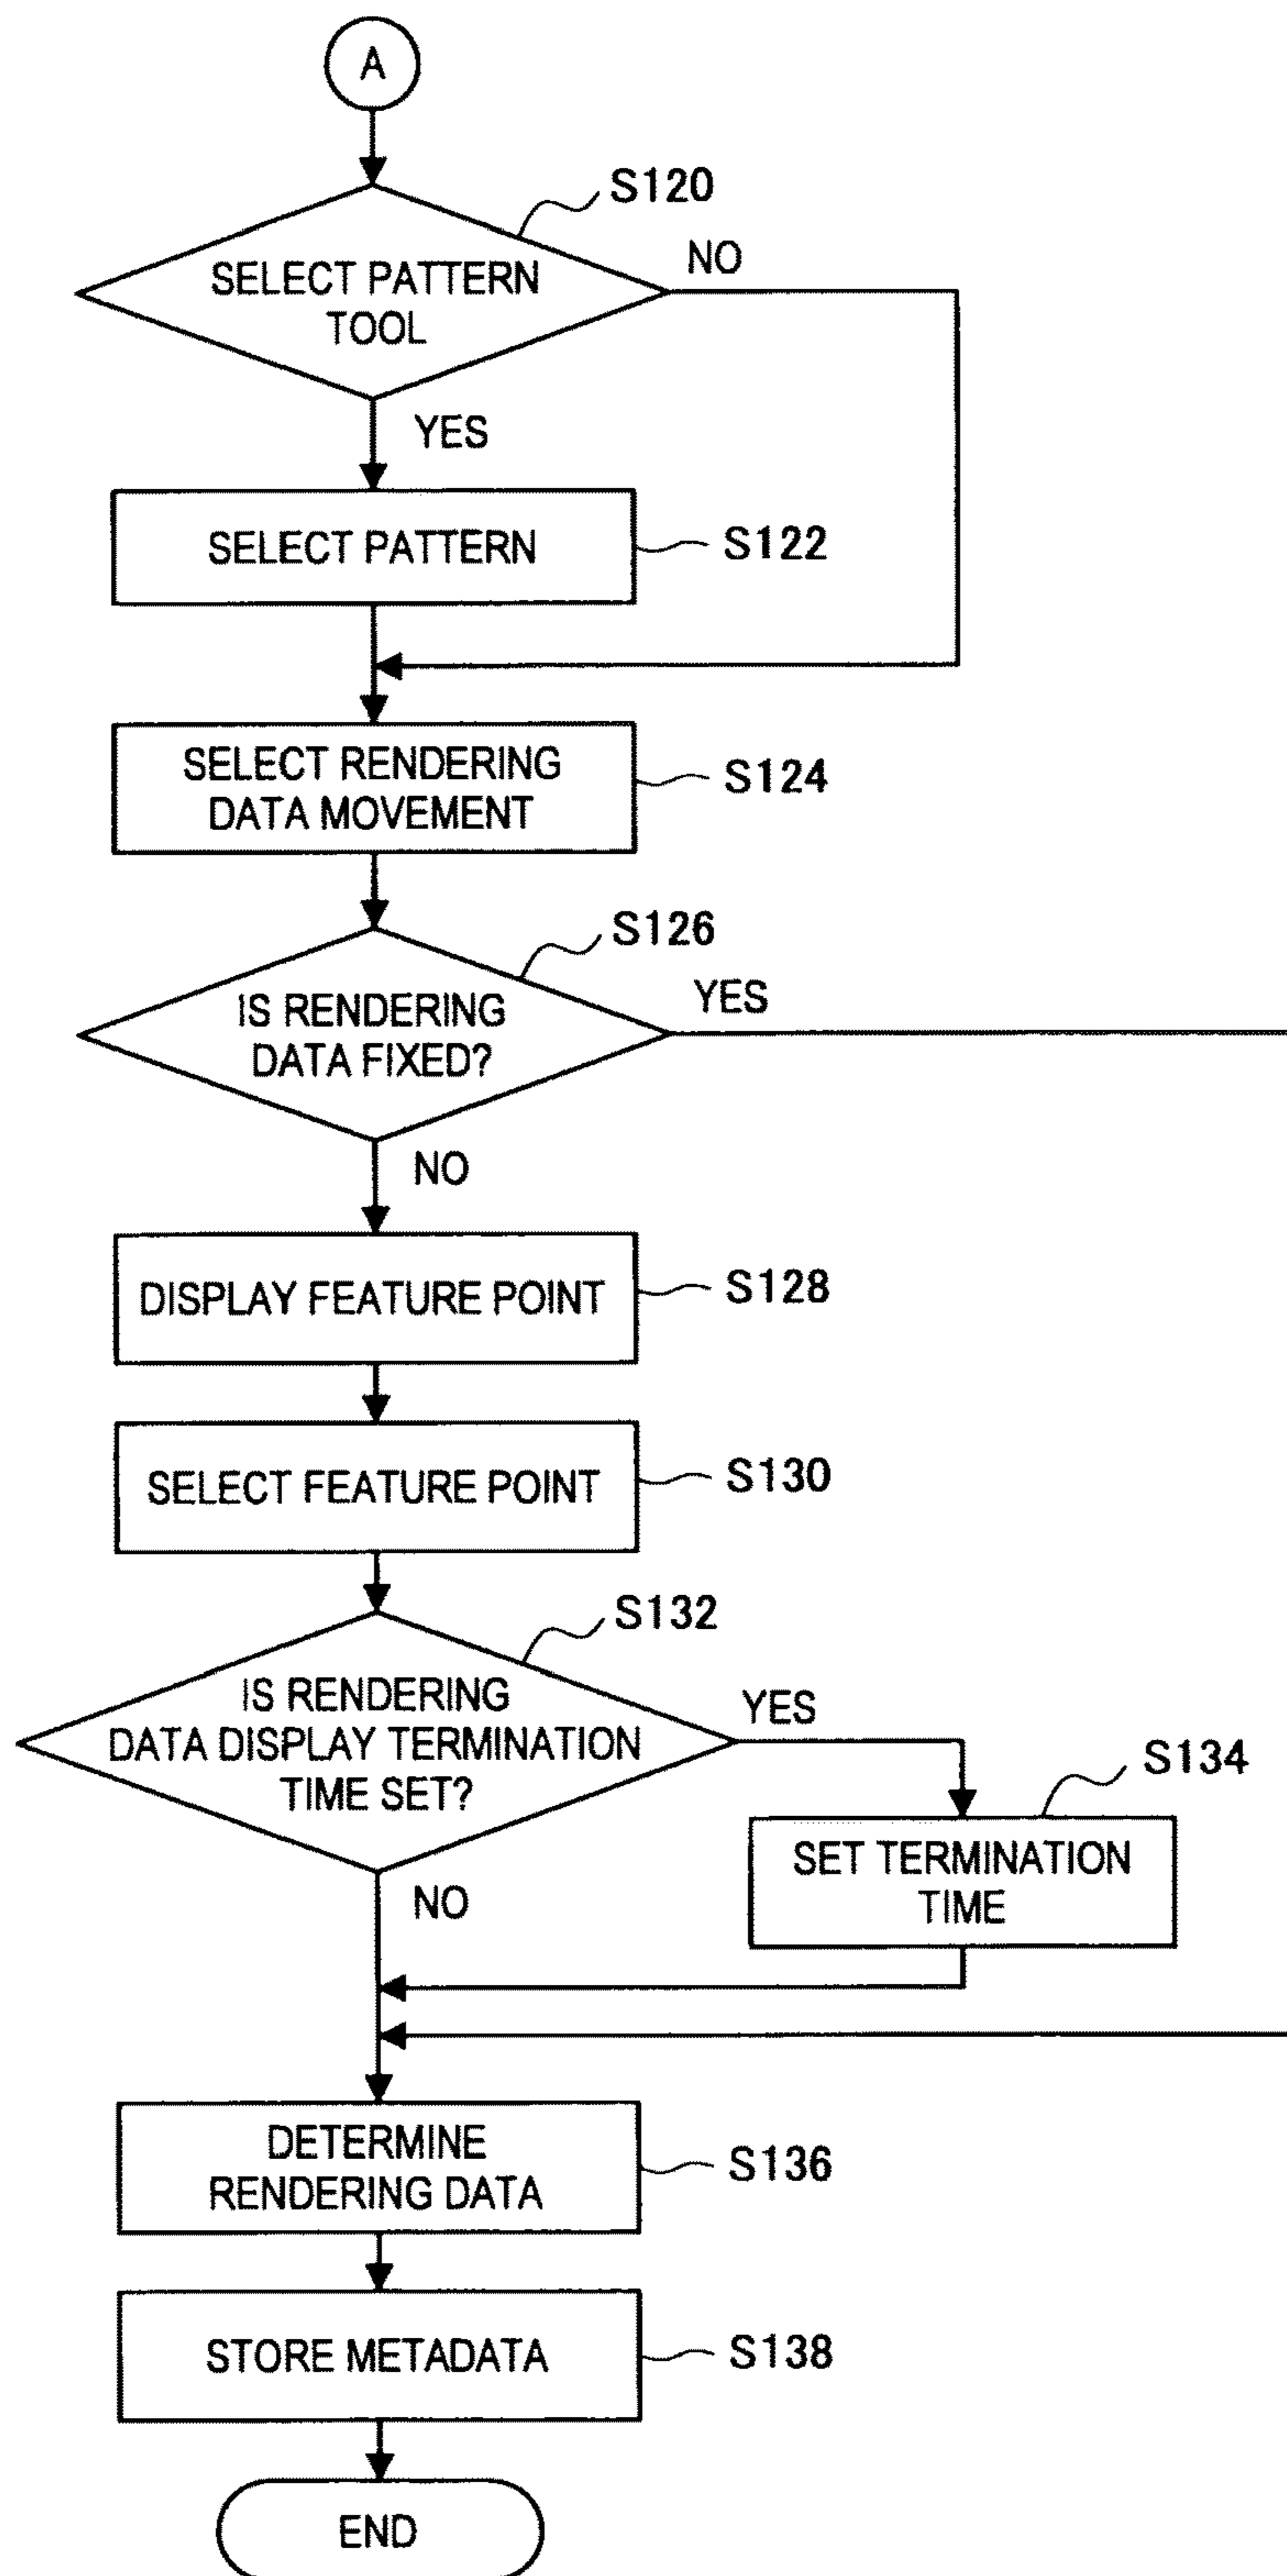 A
S120
SELECT PATTERN
TOOL
NO
YES
SELECT PATTERN
S122
SELECT RENDERING
DATA MOVEMENT
S124
S126
IS RENDERING
DATA FIXED?
YES
NO
DISPLAY FEATURE POINT
S128
SELECT FEATURE POINT
S130
S132
IS RENDERING
DATA DISPLAY TERMINATION
TIME SET?
YES
S134
SET TERMINATION
TIME
NO
DETERMINE
RENDERING DATA
S136
STORE METADATA
S138
END